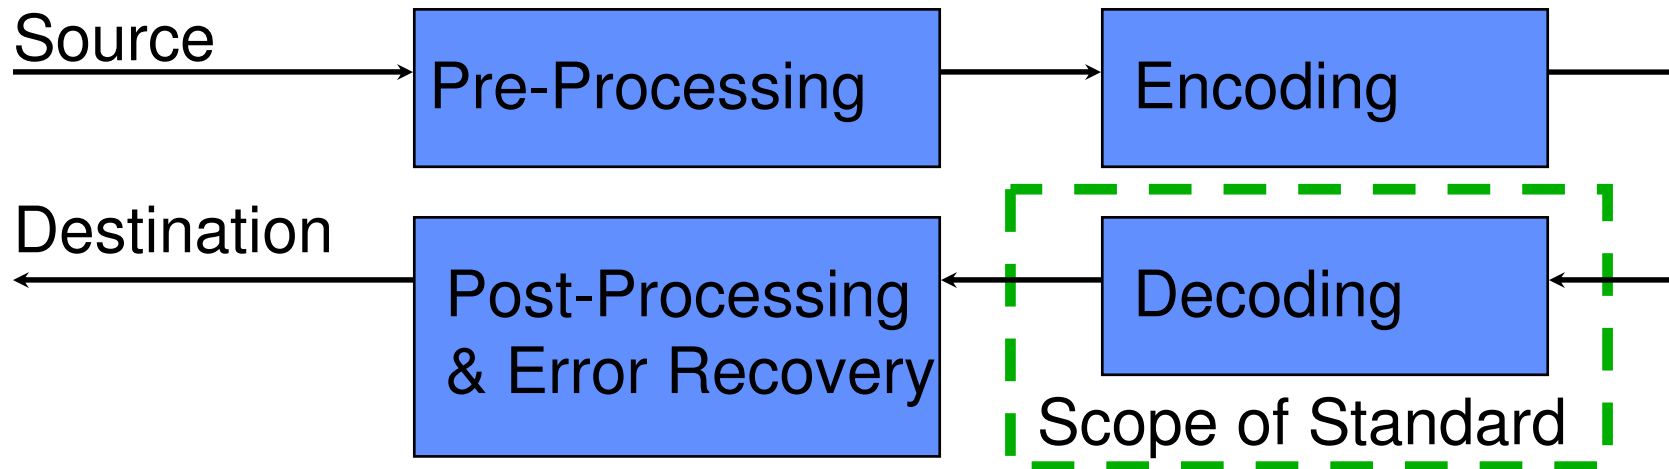 Source
Pre-Processing
Encoding
Destination
Post-Processing
& Error Recovery
Decoding
Scope of Standard